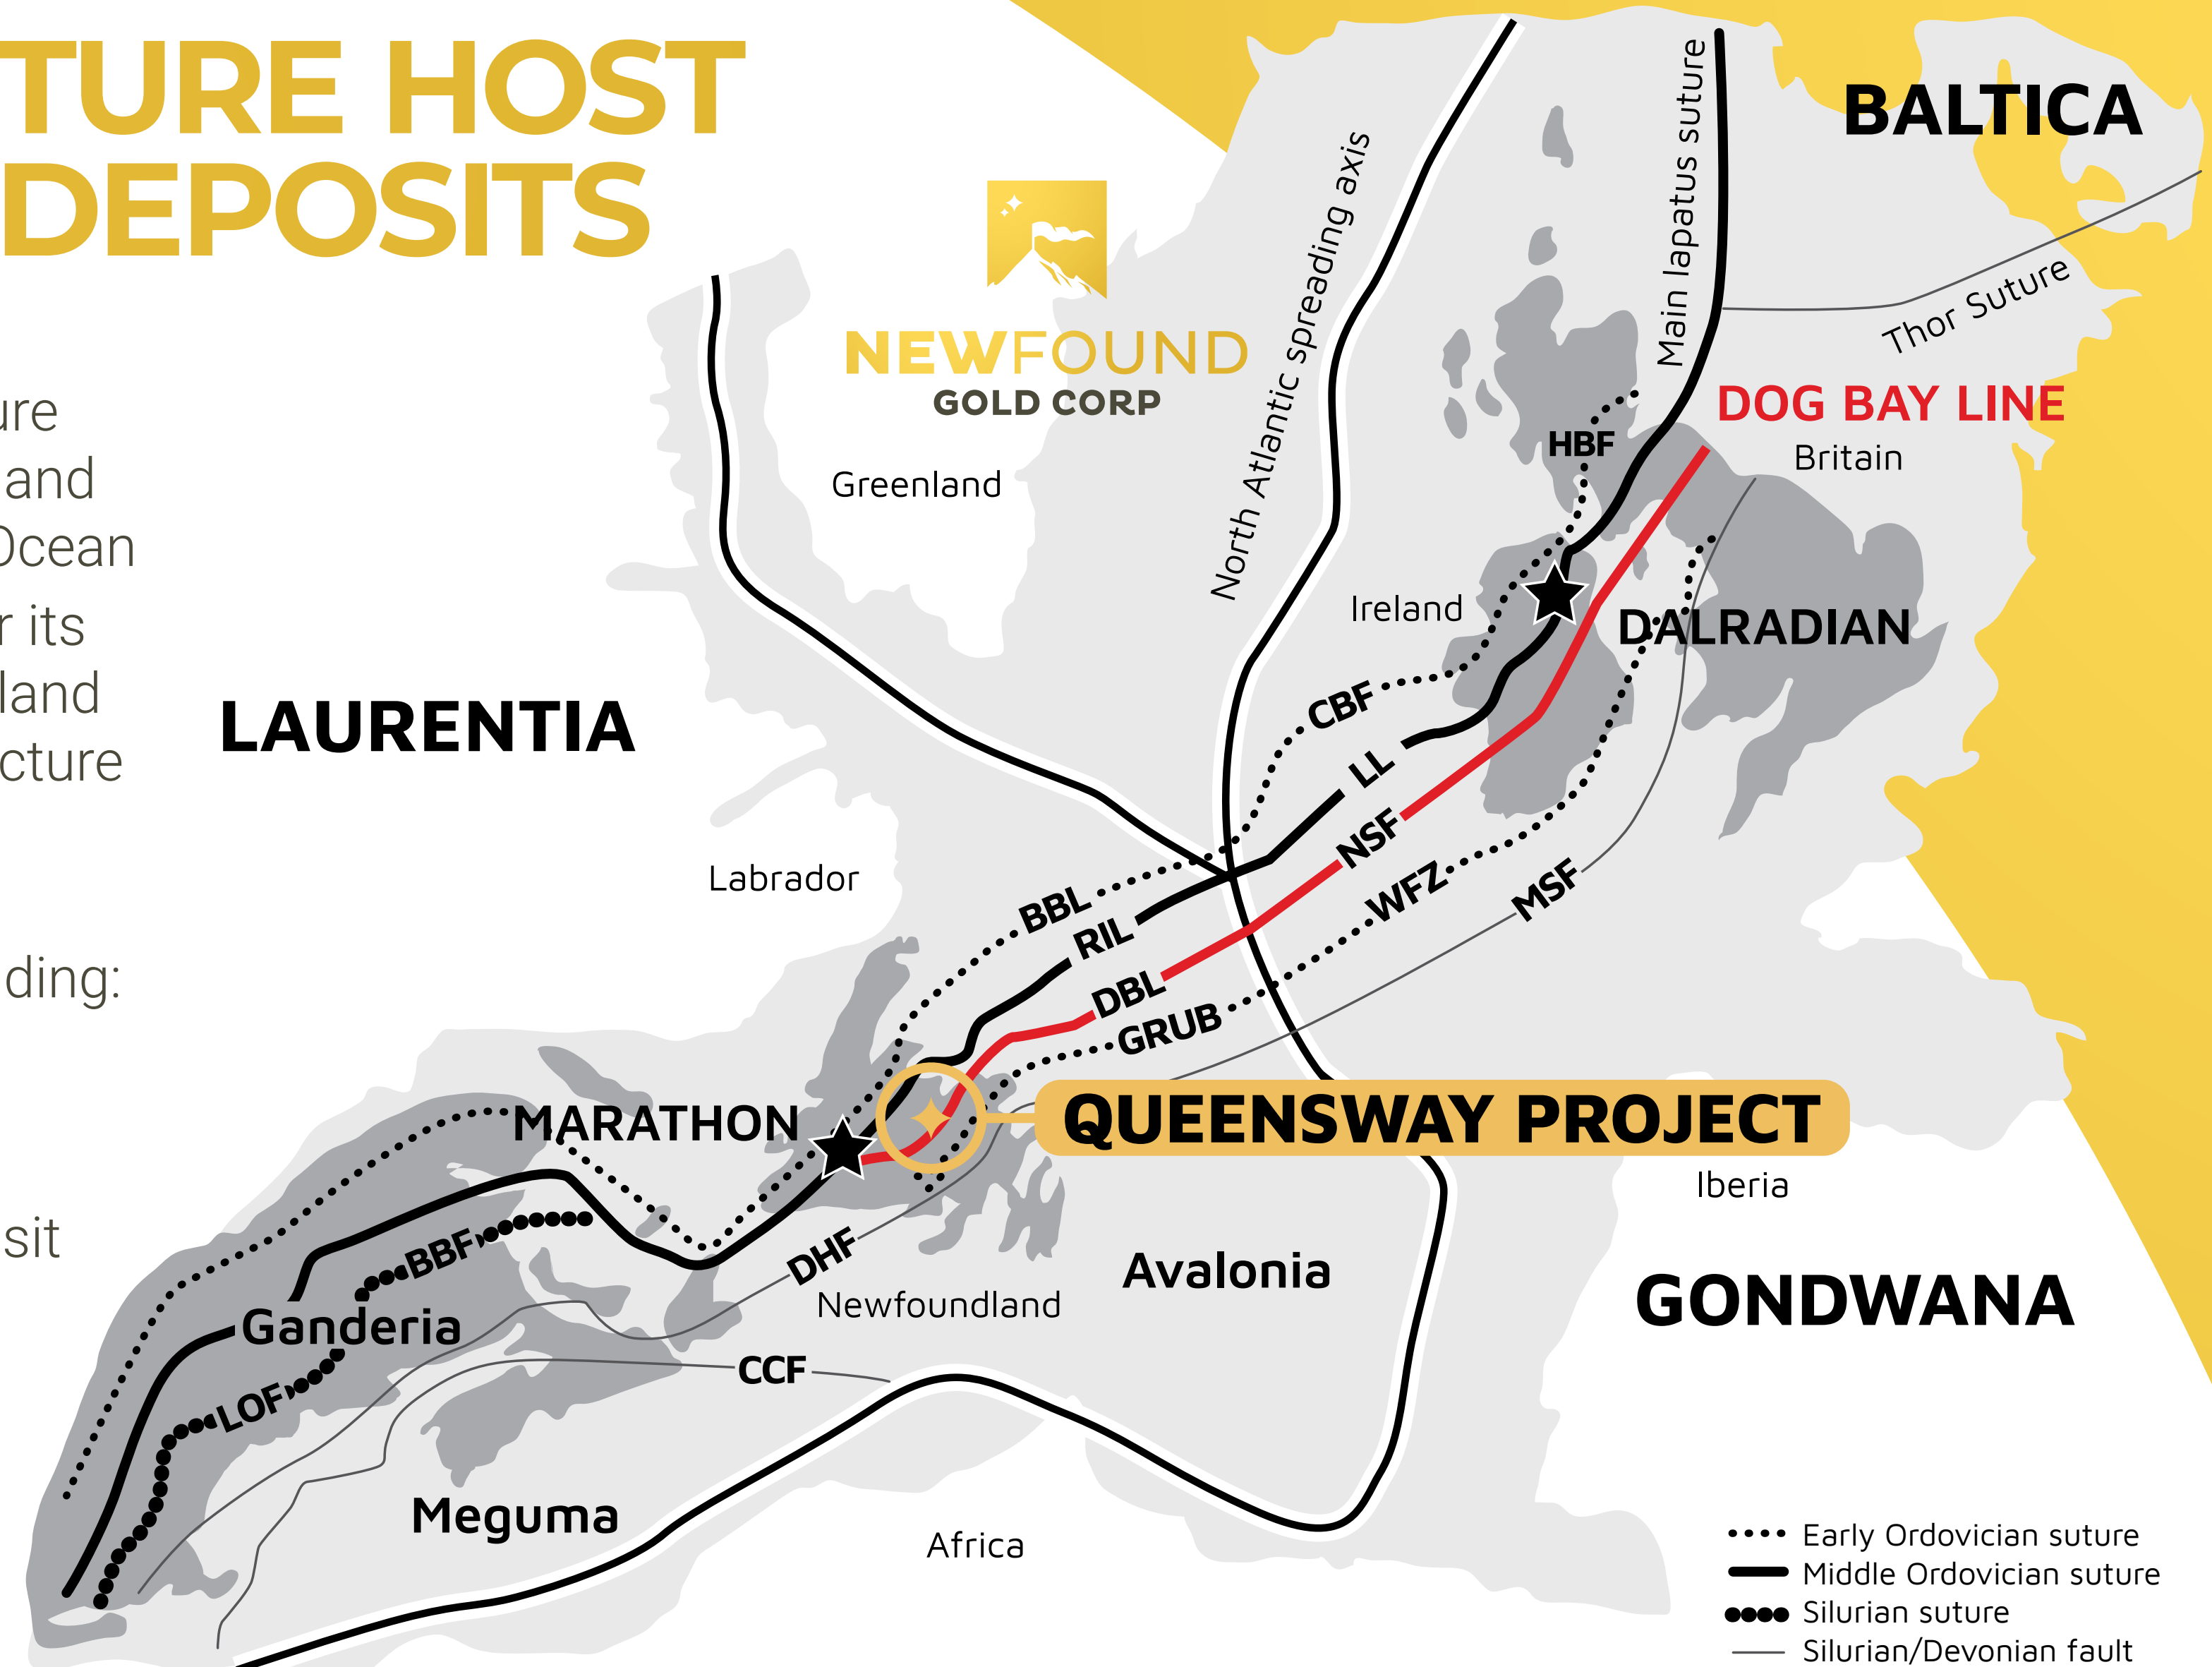 TURE HOST
DEPOSITS
ure
and
Ocean
r its
land
cture
ding:
sit
NEWFOUND
GOLD CORP
BALTICA
Main lapatus suture
North Atlantic spreading axis
Thor Suture
DOG BAY LINE
Britain
HBF
Greenland
Ireland
DALRADIAN
LAURENTIA
CBF
LL
NSF
Labrador
WFZ
MSF
BBL
RIL
DBL
GRUB
MARATHON
QUEENSWAY PROJECT
Iberia
BBF
DHF
Avalonia
Newfoundland
GONDWANA
Ganderia
CCF
LOF
Meguma
Africa
Early Ordovician suture
Middle Ordovician suture
Silurian suture
Silurian/Devonian fault